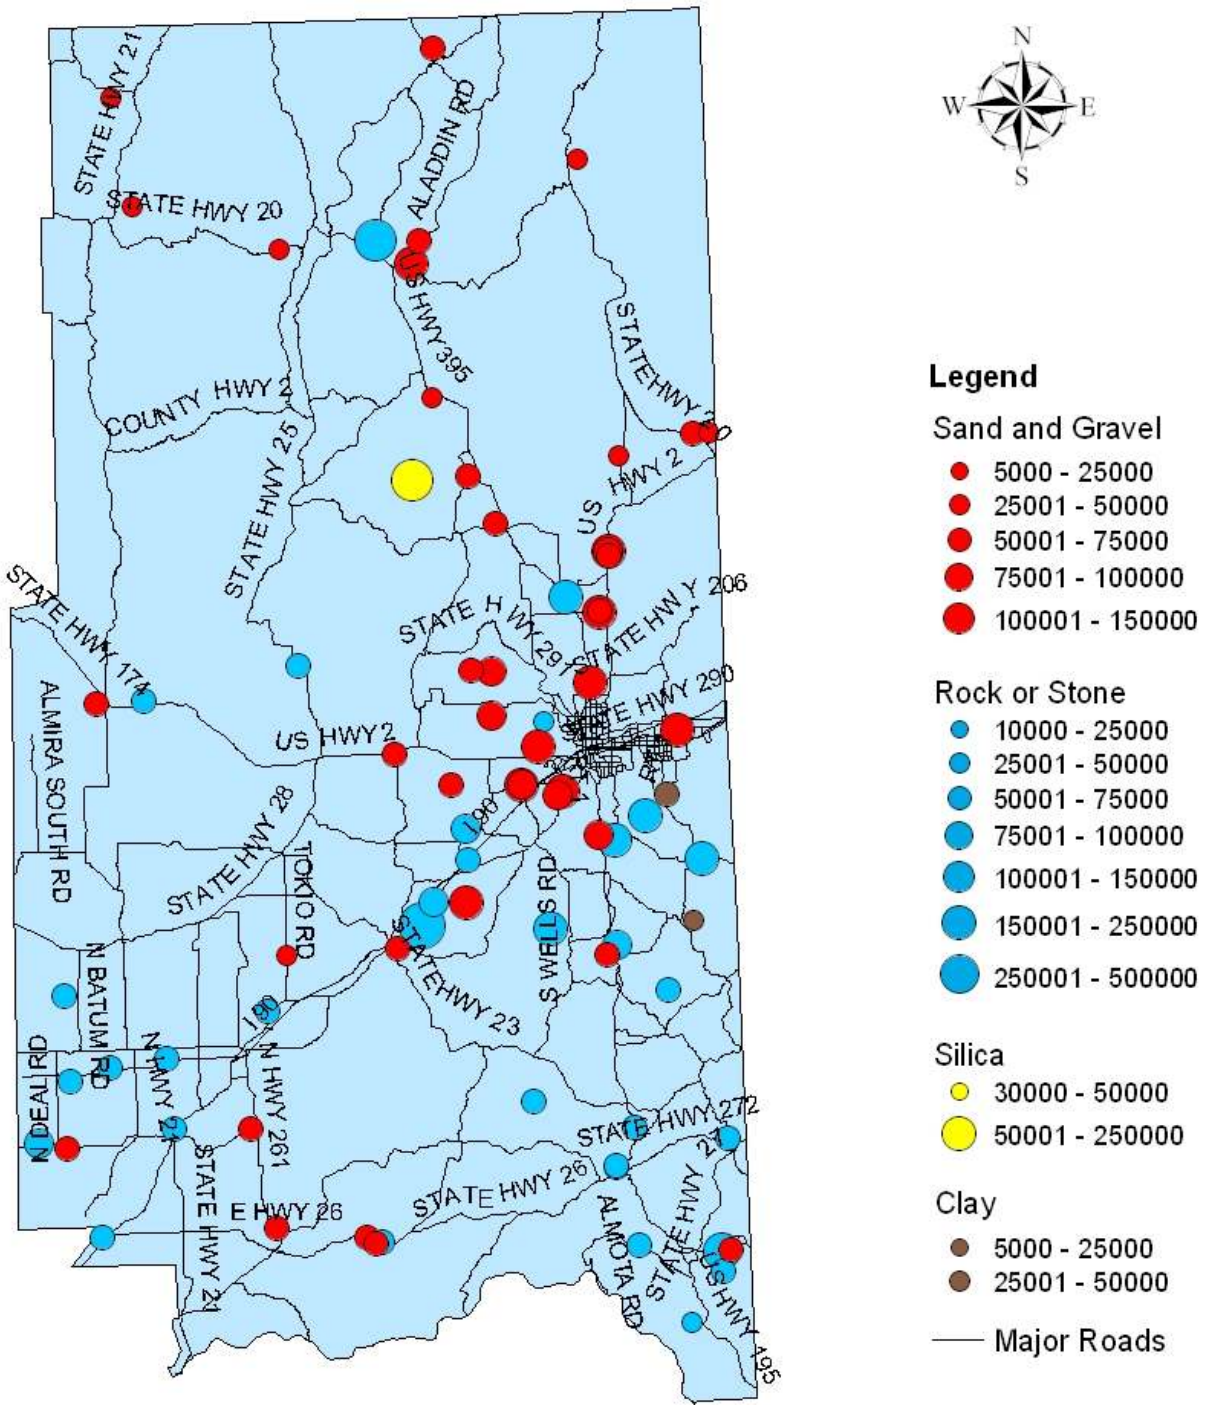 N
W E
S
STATE HWY 21
ALADDIN RD
STATE HWY 20
US HWY 395
STATEHWY 20
COUNTY HWY 2
STATE HWY 25
US HWY 2
STATE HWY 174
STATE HWY 206
STATE HWY 291
STATE HWY 290
US HWY 2
ALMIRA SOUTH RD
STATE HWY 28
TOKIO RD
I 90
S WELLS RD
STATEHWY 23
N BATUM RD
I 90
N DEAL RD
N HWY 21
N HWY 261
STATE HWY 272
STATE HWY 26
STATE HWY 27
E HWY 26
STATE HWY 21
ALMOTA RD
US HWY 195
Legend
Sand and Gravel
5000 - 25000
25001 - 50000
50001 - 75000
75001 - 100000
100001 - 150000
Rock or Stone
10000 - 25000
25001 - 50000
50001 - 75000
75001 - 100000
100001 - 150000
150001 - 250000
250001 - 500000
Silica
30000 - 50000
50001 - 250000
Clay
5000 - 25000
25001 - 50000
Major Roads